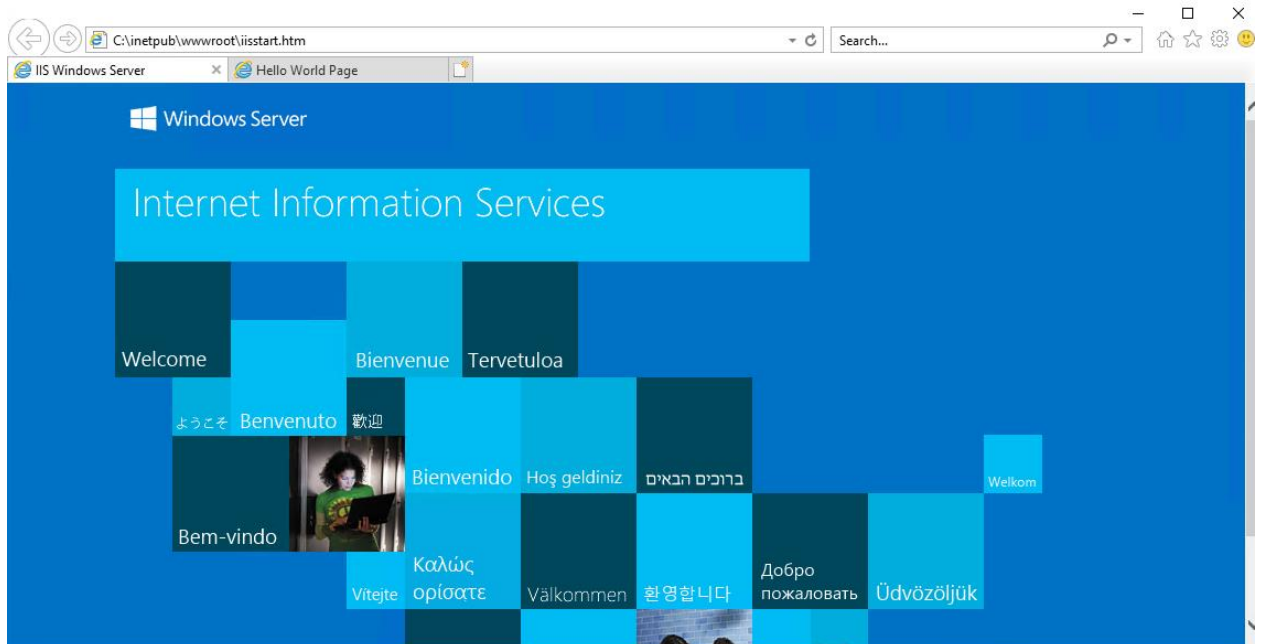 C:\inetpub\wwwroot\iisstart.htm
Search...
IIS Windows Server
Hello World Page
Windows Server
Internet Information Services
Welcome
Bienvenue
Tervetuloa
ようこそ
Benvenuto
歡迎
Bienvenido
Hoş geldiniz
ברוכים הבאים
Welkom
Bem-vindo
Vítejte
Καλώς
ορίσατε
Välkommen
환영합니다
Добро
пожаловать
Üdvözöljük